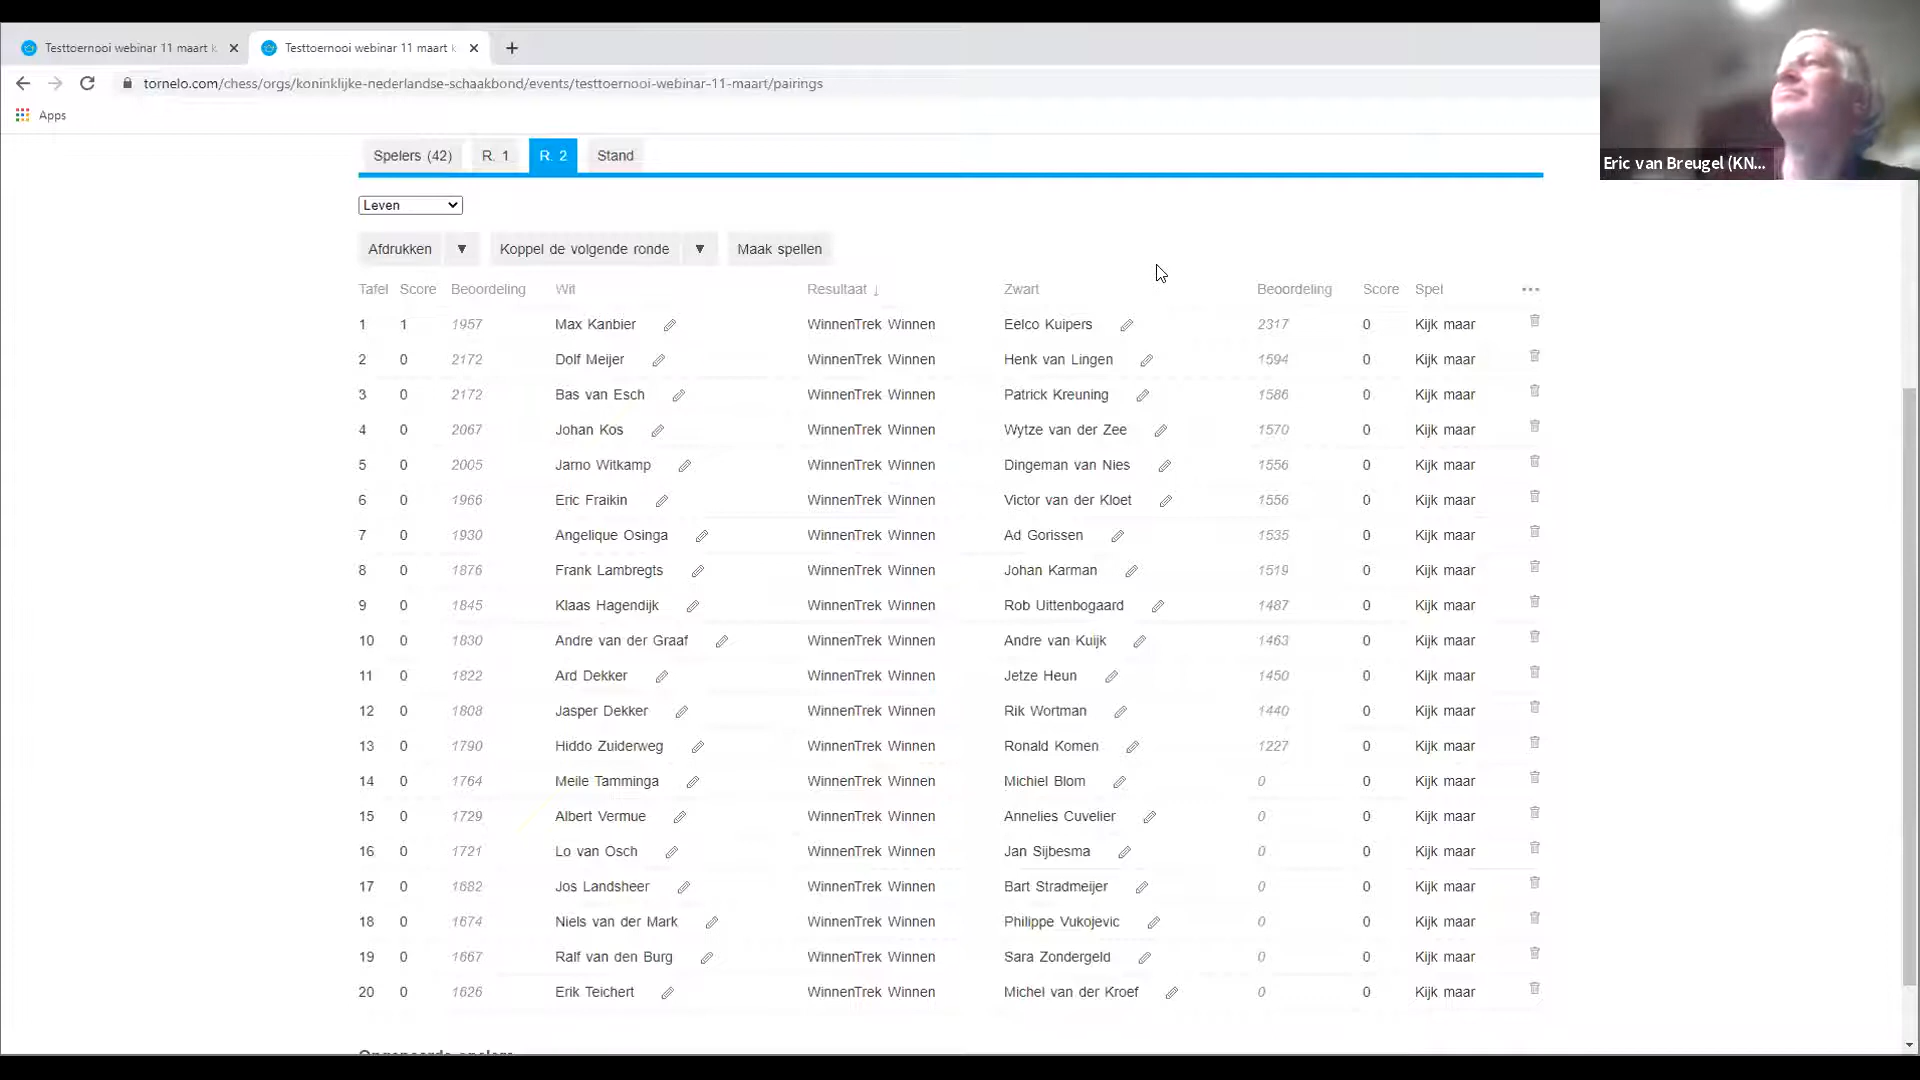 Testtoernooi webinar 11 maart k
Testtoernooi webinar 11 maart k
tornelo.com/chess/orgs/koninklijke-nederlandse-schaakbond/events/testtoernooi-webinar-11-maart/pairings
Apps
Eric van Breugel (KN...
Spelers (42) R. 1 R. 2 Stand
Leven
Afdrukken ▼ Koppel de volgende ronde ▼ Maak spellen
Tafel Score Beoordeling Wit Resultaat ↓ Zwart Beoordeling Score Spel ...
1 1 1957 Max Kanbier WinnenTrek Winnen Eelco Kuipers 2317 0 Kijk maar
2 0 2172 Dolf Meijer WinnenTrek Winnen Henk van Lingen 1594 0 Kijk maar
3 0 2172 Bas van Esch WinnenTrek Winnen Patrick Kreuning 1586 0 Kijk maar
4 0 2067 Johan Kos WinnenTrek Winnen Wytze van der Zee 1570 0 Kijk maar
5 0 2005 Jarno Witkamp WinnenTrek Winnen Dingeman van Nies 1556 0 Kijk maar
6 0 1966 Eric Fraikin WinnenTrek Winnen Victor van der Kloet 1556 0 Kijk maar
7 0 1930 Angelique Osinga WinnenTrek Winnen Ad Gorissen 1535 0 Kijk maar
8 0 1876 Frank Lambregts WinnenTrek Winnen Johan Karman 1519 0 Kijk maar
9 0 1845 Klaas Hagendijk WinnenTrek Winnen Rob Uittenbogaard 1487 0 Kijk maar
10 0 1830 Andre van der Graaf WinnenTrek Winnen Andre van Kuijk 1463 0 Kijk maar
11 0 1822 Ard Dekker WinnenTrek Winnen Jetze Heun 1450 0 Kijk maar
12 0 1808 Jasper Dekker WinnenTrek Winnen Rik Wortman 1440 0 Kijk maar
13 0 1790 Hiddo Zuiderweg WinnenTrek Winnen Ronald Komen 1227 0 Kijk maar
14 0 1764 Meile Tamminga WinnenTrek Winnen Michiel Blom 0 0 Kijk maar
15 0 1729 Albert Vermue WinnenTrek Winnen Annelies Cuvelier 0 0 Kijk maar
16 0 1721 Lo van Osch WinnenTrek Winnen Jan Sijbesma 0 0 Kijk maar
17 0 1682 Jos Landsheer WinnenTrek Winnen Bart Stradmeijer 0 0 Kijk maar
18 0 1674 Niels van der Mark WinnenTrek Winnen Philippe Vukojevic 0 0 Kijk maar
19 0 1667 Ralf van den Burg WinnenTrek Winnen Sara Zondergeld 0 0 Kijk maar
20 0 1626 Erik Teichert WinnenTrek Winnen Michel van der Kroef 0 0 Kijk maar